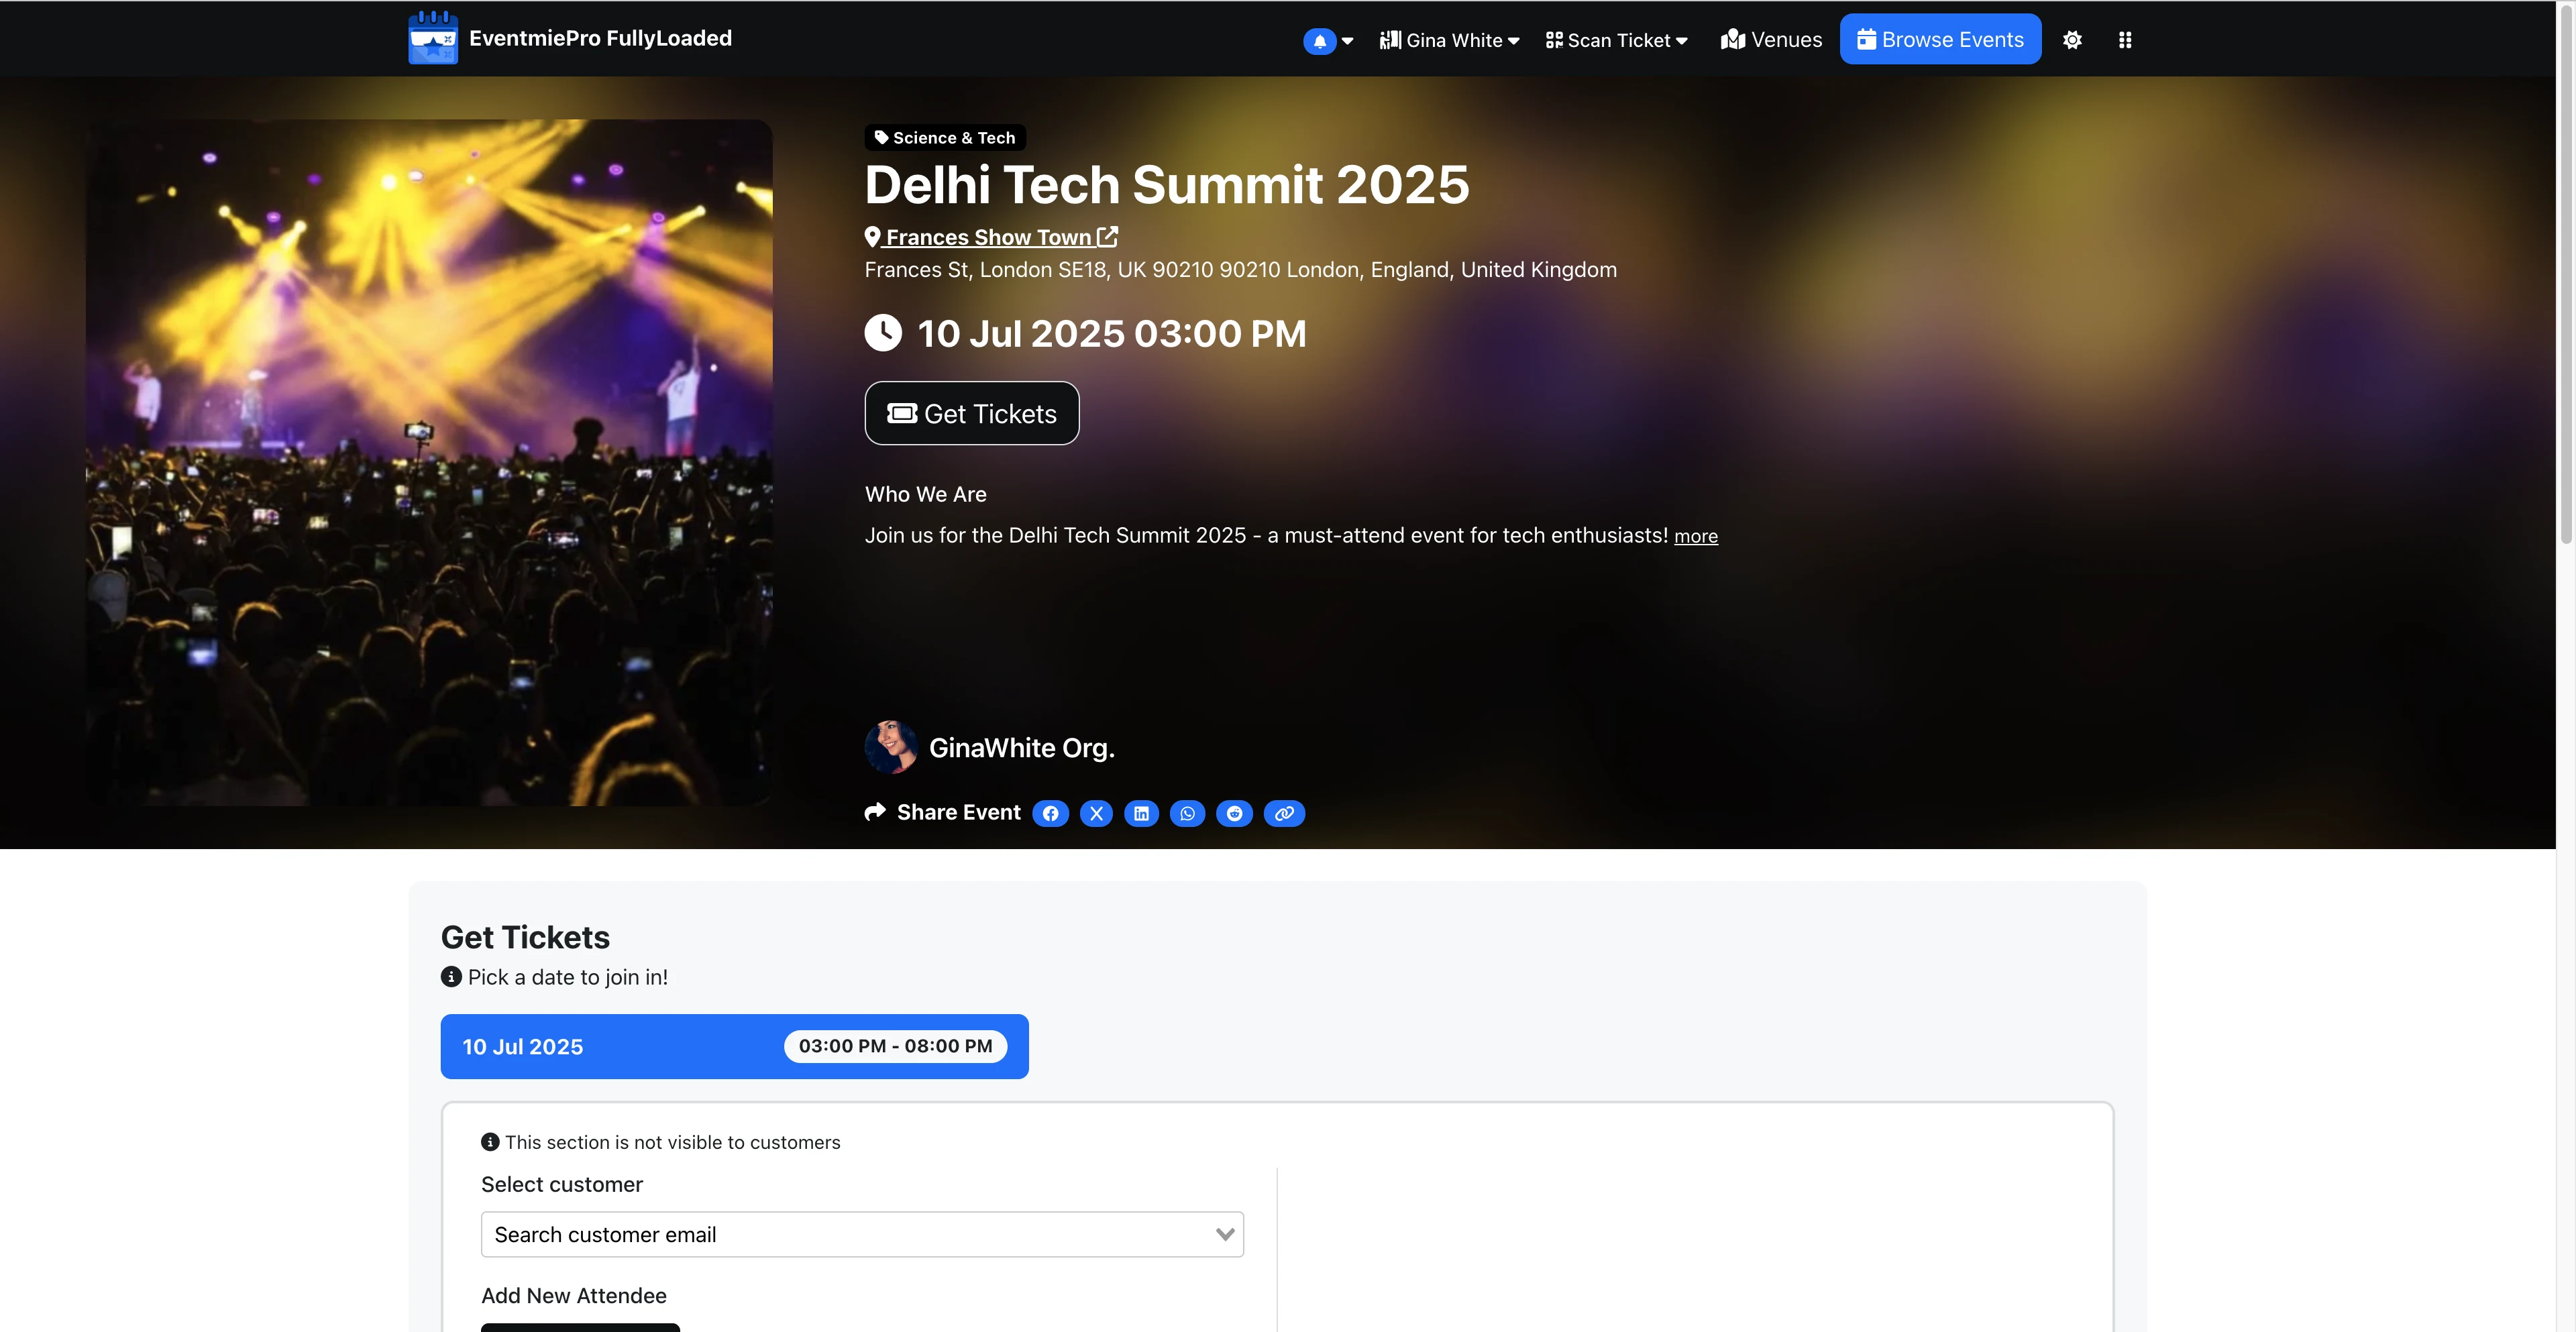 EventmiePro FullyLoaded
Gina White
Scan Ticket
Venues
Browse Events
Science & Tech
Delhi Tech Summit 2025
Frances Show Town
Frances St, London SE18, UK 90210 90210 London, England, United Kingdom
10 Jul 2025 03:00 PM
Get Tickets
Who We Are
Join us for the Delhi Tech Summit 2025 - a must-attend event for tech enthusiasts! more
GinaWhite Org.
Share Event
Get Tickets
Pick a date to join in!
10 Jul 2025 03:00 PM - 08:00 PM
This section is not visible to customers
Select customer
Search customer email
Add New Attendee